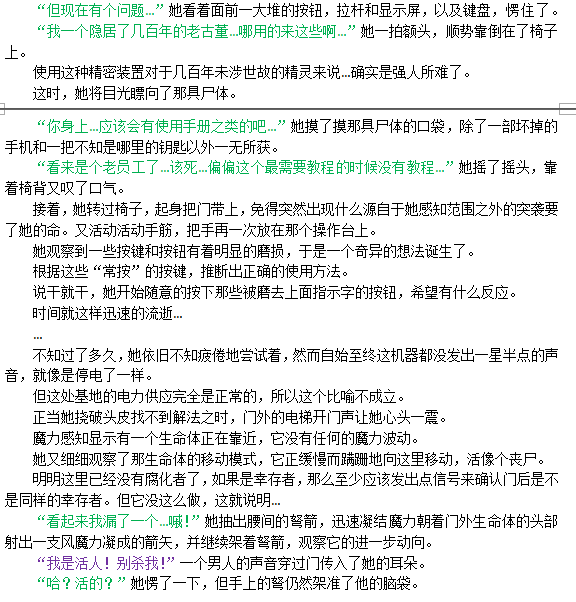 “但现在有个问题…”她看着面前一大堆的按钮，拉杆和显示屏，以及键盘，愣住了。
“我一个隐居了几百年的老古董…哪用的来这些啊…”她一拍额头，顺势靠倒在了椅子
上。
使用这种精密装置对于几百年未涉世故的精灵来说…确实是强人所难了。
这时，她将目光瞟向了那具尸体。
“你身上…应该会有使用手册之类的吧…”她摸了摸那具尸体的口袋，除了一部坏掉的
手机和一把不知是哪里的钥匙以外一无所获。
“看来是个老员工了…该死…偏偏这个最需要教程的时候没有教程…”她摇了摇头，靠
着椅背又叹了口气。
接着，她转过椅子，起身把门带上，免得突然出现什么源自于她感知范围之外的突袭要
了她的命。又活动活动手筋，把手再一次放在那个操作台上。
她观察到一些按键和按钮有着明显的磨损，于是一个奇异的想法诞生了。
根据这些“常按”的按键，推断出正确的使用方法。
说干就干，她开始随意的按下那些被磨去上面指示字的按钮，希望有什么反应。
时间就这样迅速的流逝…
…
不知过了多久，她依旧不知疲倦地尝试着，然而自始至终这机器都没发出一星半点的声
音，就像是停电了一样。
但这处基地的电力供应完全是正常的，所以这个比喻不成立。
正当她挠破头皮找不到解法之时，门外的电梯开门声让她心头一震。
魔力感知显示有一个生命体正在靠近，它没有任何的魔力波动。
她又细细观察了那生命体的移动模式，它正缓慢而蹒跚地向这里移动，活像个丧尸。
明明这里已经没有腐化者了，如果是幸存者，那么至少应该发出点信号来确认门后是不
是同样的幸存者。但它没这么做，这就说明…
“看起来我漏了一个…嘁！”她抽出腰间的弩箭，迅速凝结魔力朝着门外生命体的头部
射出一支风魔力凝成的箭矢，并继续架着弩箭，观察它的进一步动向。
“我是活人！别杀我！”一个男人的声音穿过门传入了她的耳朵。
“哈？活的？”她愣了一下，但手上的弩仍然架准了他的脑袋。